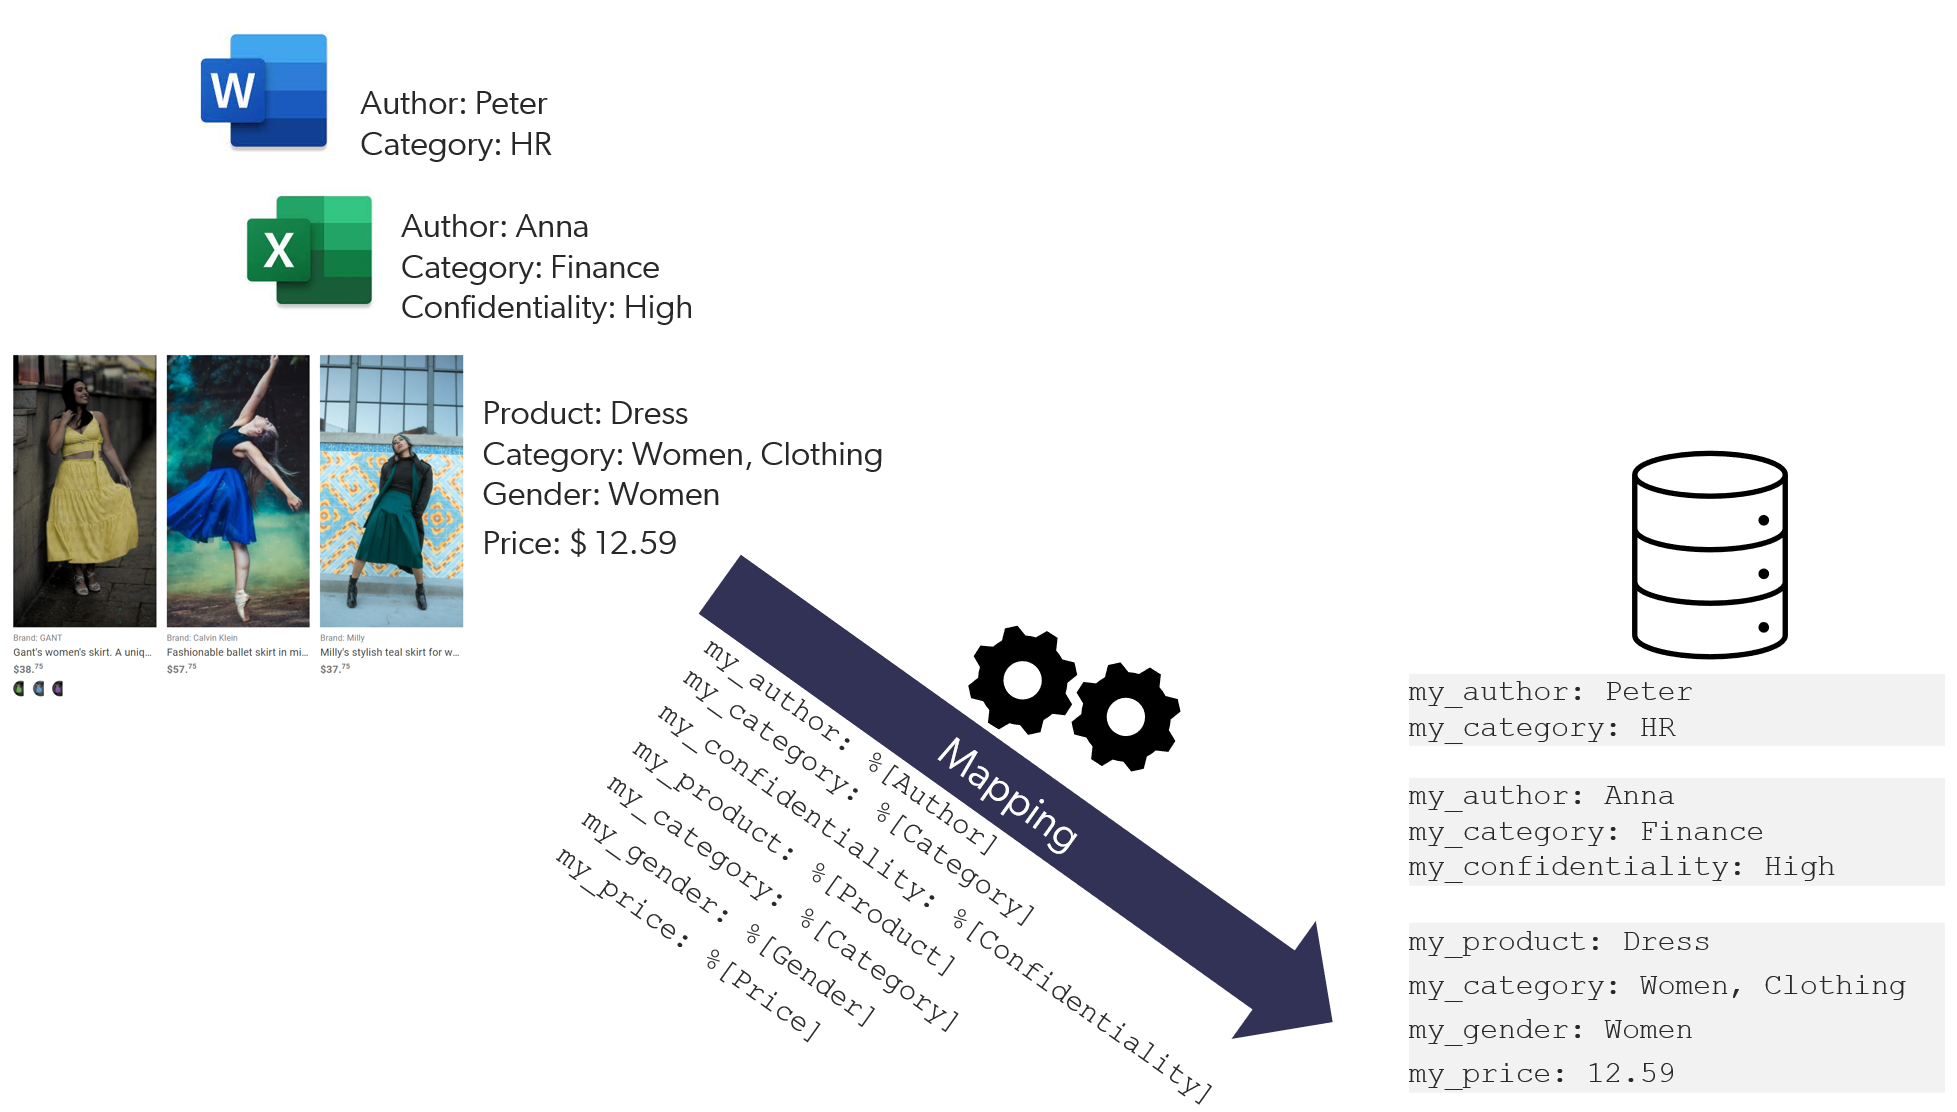 W
Author: Peter
Category: HR
X
Author: Anna
Category: Finance
Confidentiality: High
Product: Dress
Category: Women, Clothing
Gender: Women
Price: $ 12.59
Brand: GANT
Gant's women's skirt. A uniq...
$38.75
Brand: Calvin Klein
Fashionable ballet skirt in mi...
$57.75
Brand: Milly
Milly's stylish teal skirt for w...
$37.75
Mapping
my_author: %[Author]
my_category: %[Category]
my_confidentiality: %[Confidentiality]
my_product: %[Product]
my_category: %[Category]
my_gender: %[Gender]
my_price: %[Price]
my_author: Peter
my_category: HR
my_author: Anna
my_category: Finance
my_confidentiality: High
my_product: Dress
my_category: Women, Clothing
my_gender: Women
my_price: 12.59